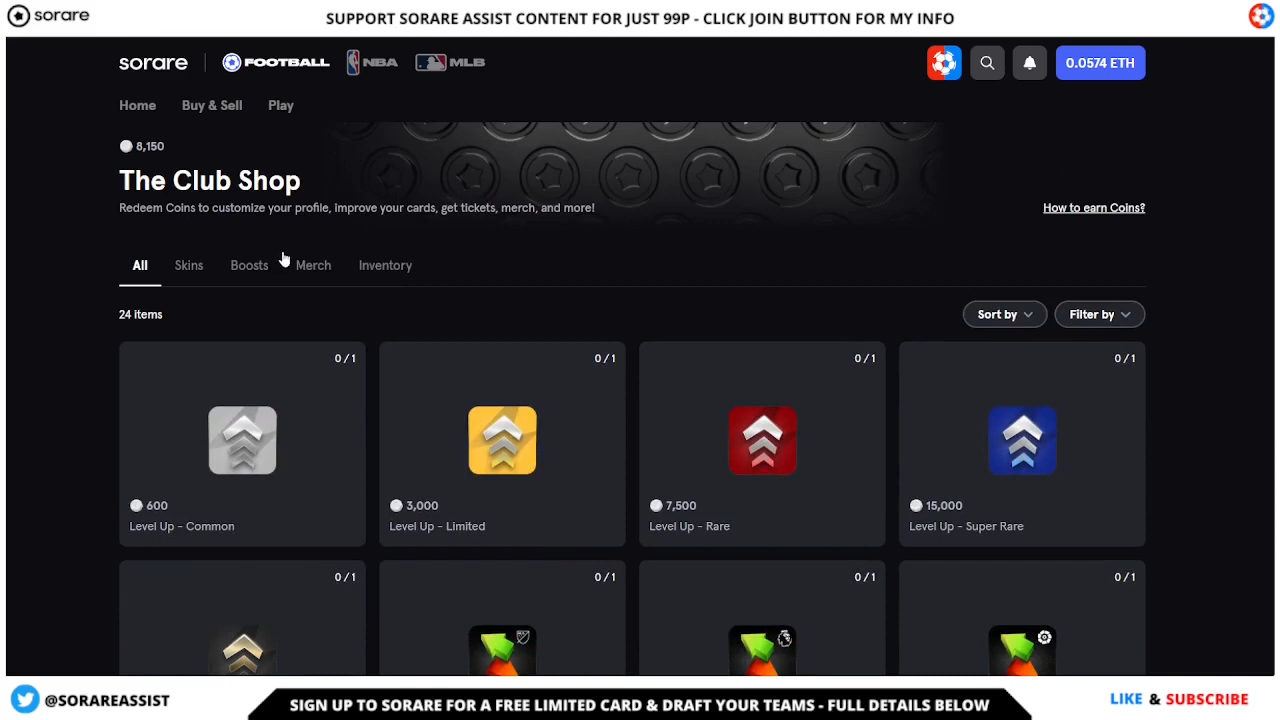 sorare
SUPPORT SORARE ASSIST CONTENT FOR JUST 99P - CLICK JOIN BUTTON FOR MY INFO
sorare
FOOTBALL
NBA
MLB
0.0574 ETH
Home
Buy & Sell
Play
8,150
The Club Shop
Redeem Coins to customize your profile, improve your cards, get tickets, merch, and more!
How to earn Coins?
All
Skins
Boosts
Merch
Inventory
24 items
Sort by
Filter by
0 / 1
0 / 1
0 / 1
0 / 1
600
3,000
7,500
15,000
Level Up - Common
Level Up - Limited
Level Up - Rare
Level Up - Super Rare
0 / 1
0 / 1
0 / 1
0 / 1
@SORAREASSIST
SIGN UP TO SORARE FOR A FREE LIMITED CARD & DRAFT YOUR TEAMS - FULL DETAILS BELOW
LIKE & SUBSCRIBE